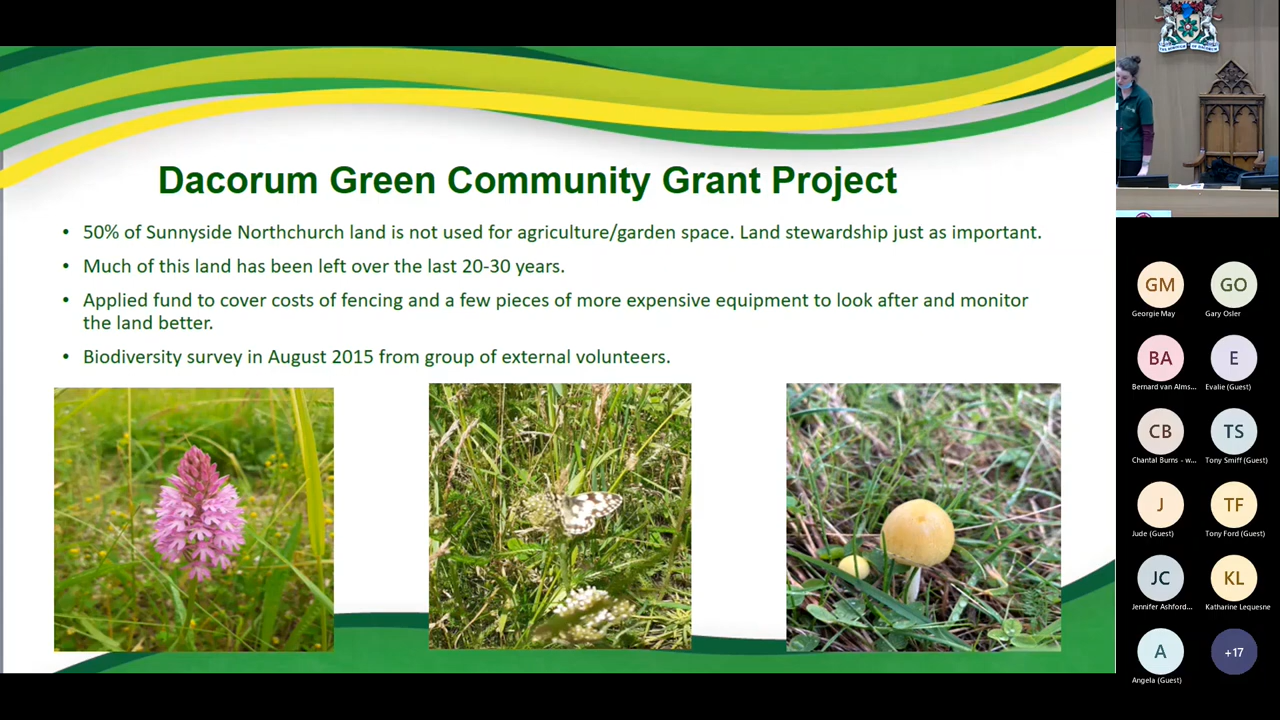 Dacorum Green Community Grant Project
• 50% of Sunnyside Northchurch land is not used for agriculture/garden space. Land stewardship just as important.
• Much of this land has been left over the last 20-30 years.
• Applied fund to cover costs of fencing and a few pieces of more expensive equipment to look after and monitor
the land better.
• Biodiversity survey in August 2015 from group of external volunteers.
GM
Georgie May
GO
Gary Osler
BA
Bernard van Alms...
E
Evalie (Guest)
CB
Chantal Burns - w...
TS
Tony Smiff (Guest)
J
Jude (Guest)
TF
Tony Ford (Guest)
JC
Jennifer Ashford...
KL
Katharine Lequesne
A
Angela (Guest)
+17